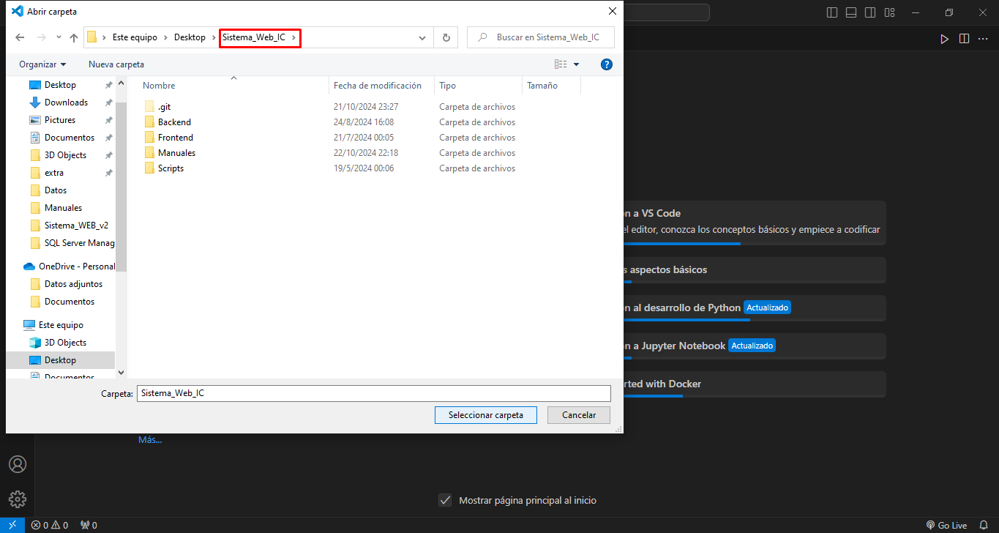 Abrir carpeta
Este equipo > Desktop > Sistema_Web_IC >
Buscar en Sistema_Web_IC
Organizar
Nueva carpeta
?
Desktop
Downloads
Pictures
Documentos
3D Objects
extra
Datos
Manuales
Sistema_WEB_v2
SQL Server Manag
OneDrive - Personal
Datos adjuntos
Documentos
Este equipo
3D Objects
Desktop
Documentos
Nombre Fecha de modificación Tipo Tamaño
.git 21/10/2024 23:27 Carpeta de archivos
Backend 24/8/2024 16:08 Carpeta de archivos
Frontend 21/7/2024 00:05 Carpeta de archivos
Manuales 22/10/2024 22:18 Carpeta de archivos
Scripts 19/5/2024 00:06 Carpeta de archivos
Carpeta: Sistema_Web_IC
Seleccionar carpeta
Cancelar
n a VS Code
el editor, conozca los conceptos básicos y empiece a codificar
s aspectos básicos
n al desarrollo de Python Actualizado
n a Jupyter Notebook Actualizado
rted with Docker
Más...
Mostrar página principal al inicio
0 0 0
Go Live